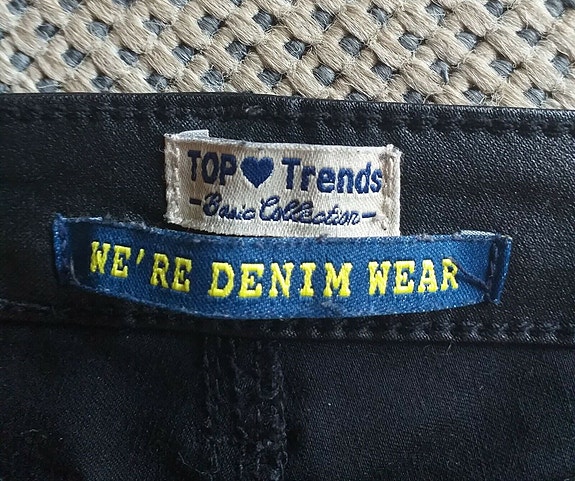 TOP ♥ Trends
-Basic Collection-
WE'RE DENIM WEAR